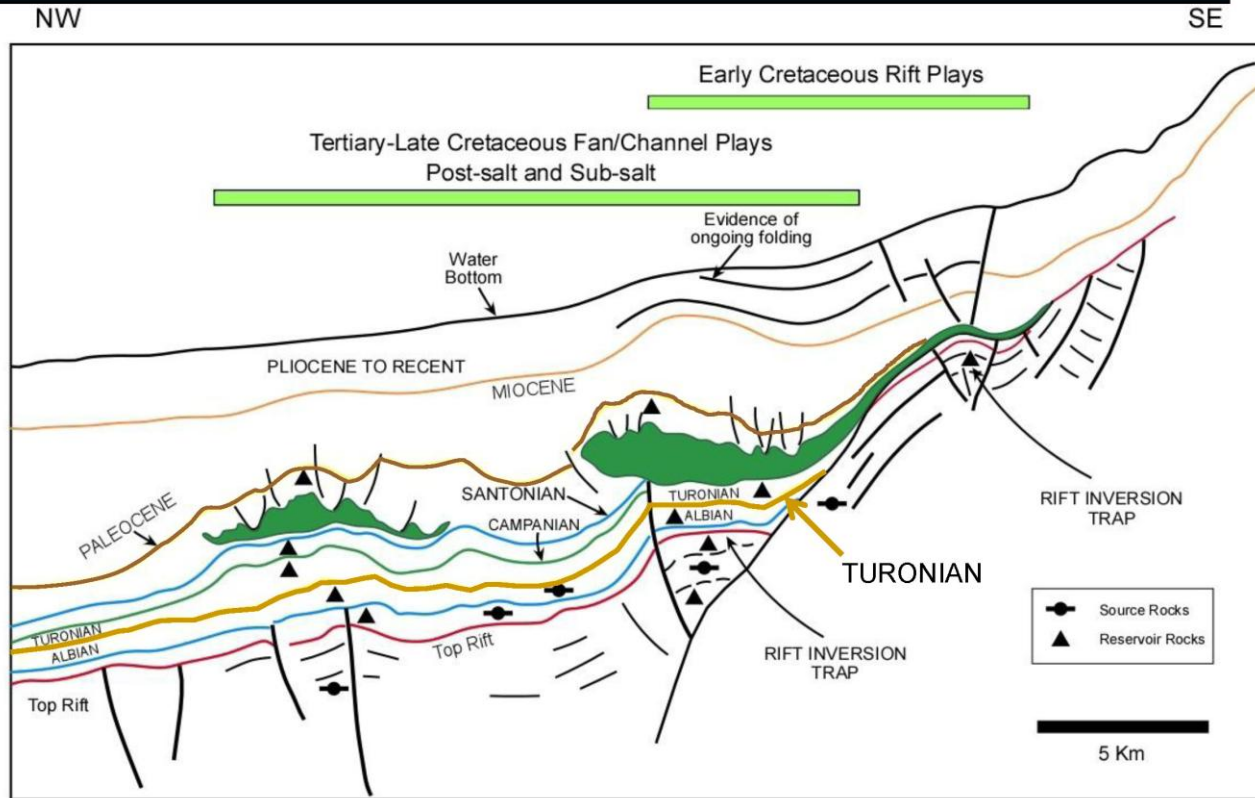 NW
SE
Early Cretaceous Rift Plays
Tertiary-Late Cretaceous Fan/Channel Plays
Post-salt and Sub-salt
Evidence of
ongoing folding
Water
Bottom
PLIOCENE TO RECENT
MIOCENE
PALEOCENE
SANTONIAN
CAMPANIAN
TURONIAN
ALBIAN
TURONIAN
RIFT INVERSION
TRAP
TURONIAN
ALBIAN
Top Rift
Top Rift
RIFT INVERSION
TRAP
Source Rocks
Reservoir Rocks
5 Km